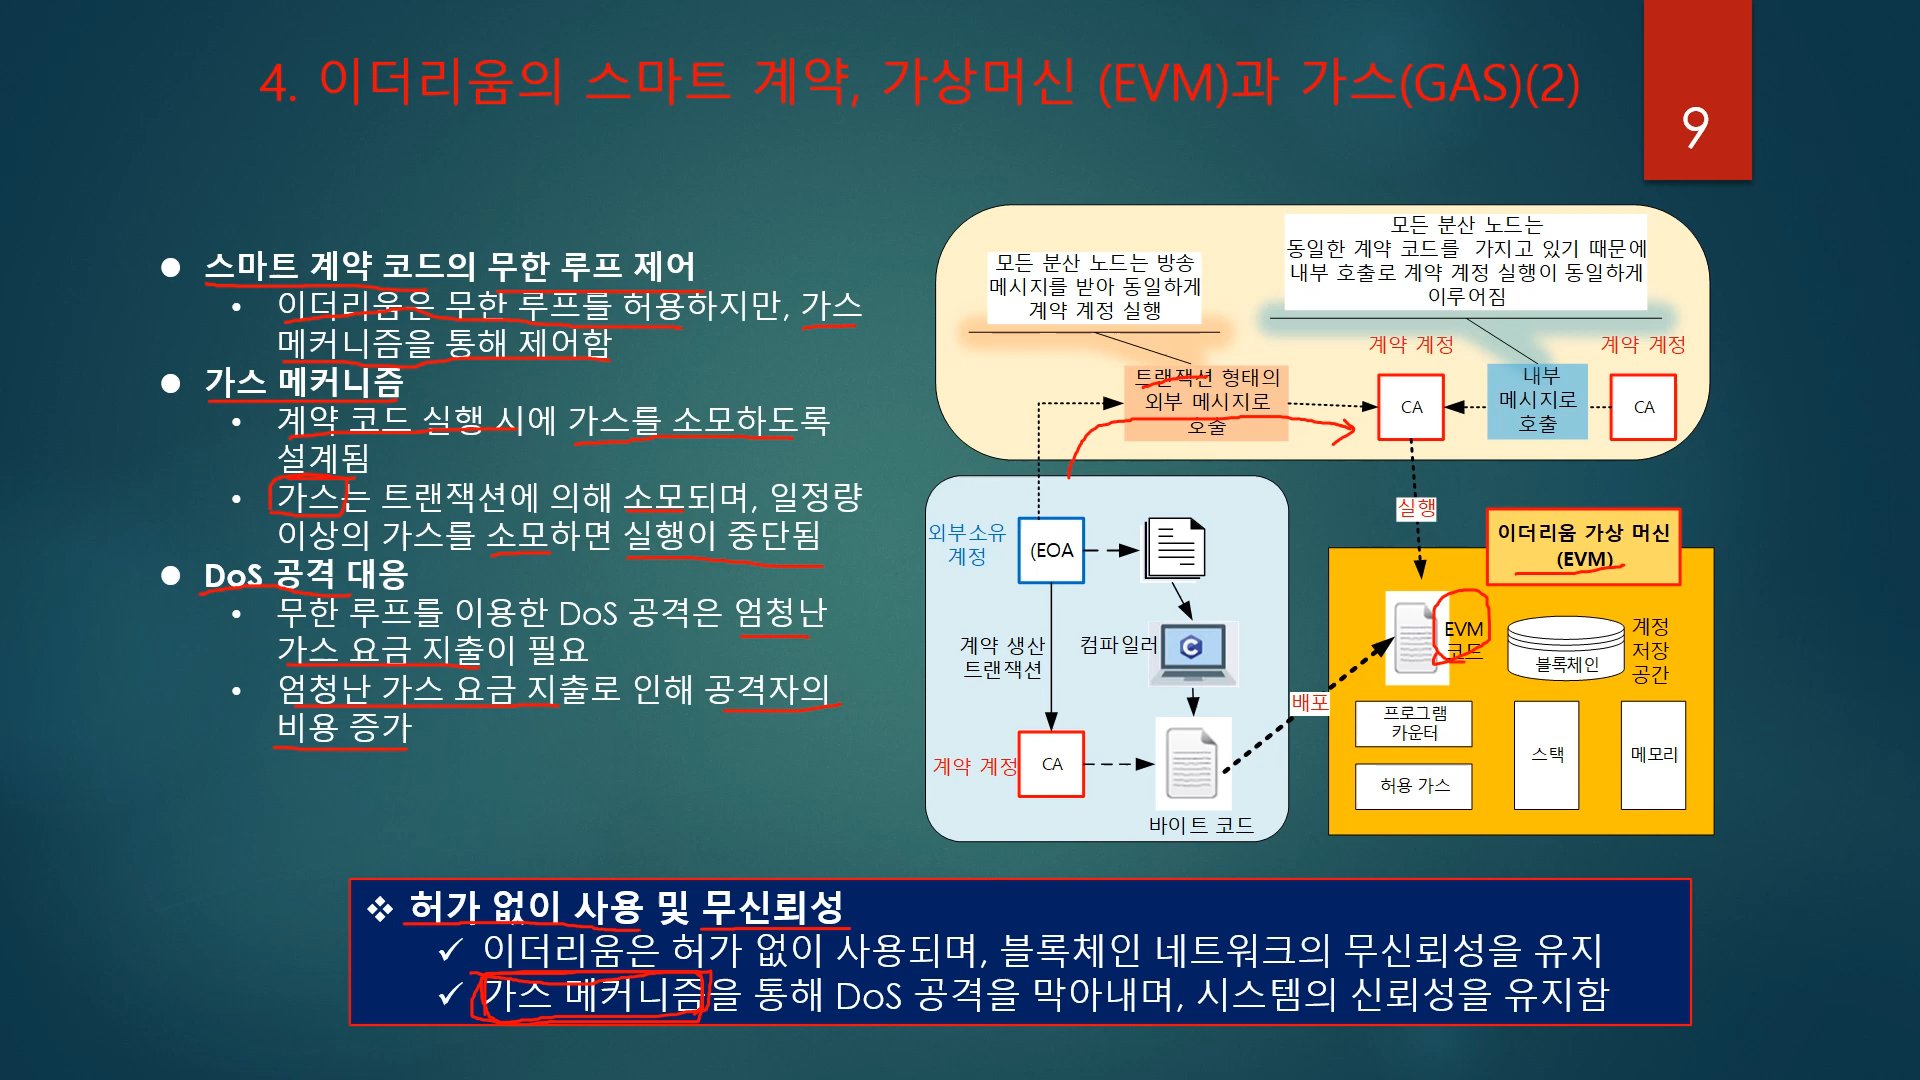 4. 이더리움의 스마트 계약, 가상머신 (EVM)과 가스(GAS)(2)
9
● 스마트 계약 코드의 무한 루프 제어
• 이더리움은 무한 루프를 허용하지만, 가스
메커니즘을 통해 제어함
● 가스 메커니즘
• 계약 코드 실행 시에 가스를 소모하도록
설계됨
• 가스는 트랜잭션에 의해 소모되며, 일정량
이상의 가스를 소모하면 실행이 중단됨
● DoS 공격 대응
• 무한 루프를 이용한 DoS 공격은 엄청난
가스 요금 지출이 필요
• 엄청난 가스 요금 지출로 인해 공격자의
비용 증가
모든 분산 노드는 방송
메시지를 받아 동일하게
계약 계정 실행
모든 분산 노드는
동일한 계약 코드를 가지고 있기 때문에
내부 호출로 계약 계정 실행이 동일하게
이루어짐
트랜잭션 형태의
외부 메시지로
호출
계약 계정
CA
내부
메시지로
호출
계약 계정
CA
실행
외부소유
계정
(EOA
계약 생산
트랜잭션
컴파일러
계약 계정
CA
바이트 코드
배포
이더리움 가상 머신
(EVM)
EVM
코드
블록체인
계정
저장
공간
프로그램
카운터
허용 가스
스택
메모리
❖ 허가 없이 사용 및 무신뢰성
✓ 이더리움은 허가 없이 사용되며, 블록체인 네트워크의 무신뢰성을 유지
✓ 가스 메커니즘을 통해 DoS 공격을 막아내며, 시스템의 신뢰성을 유지함